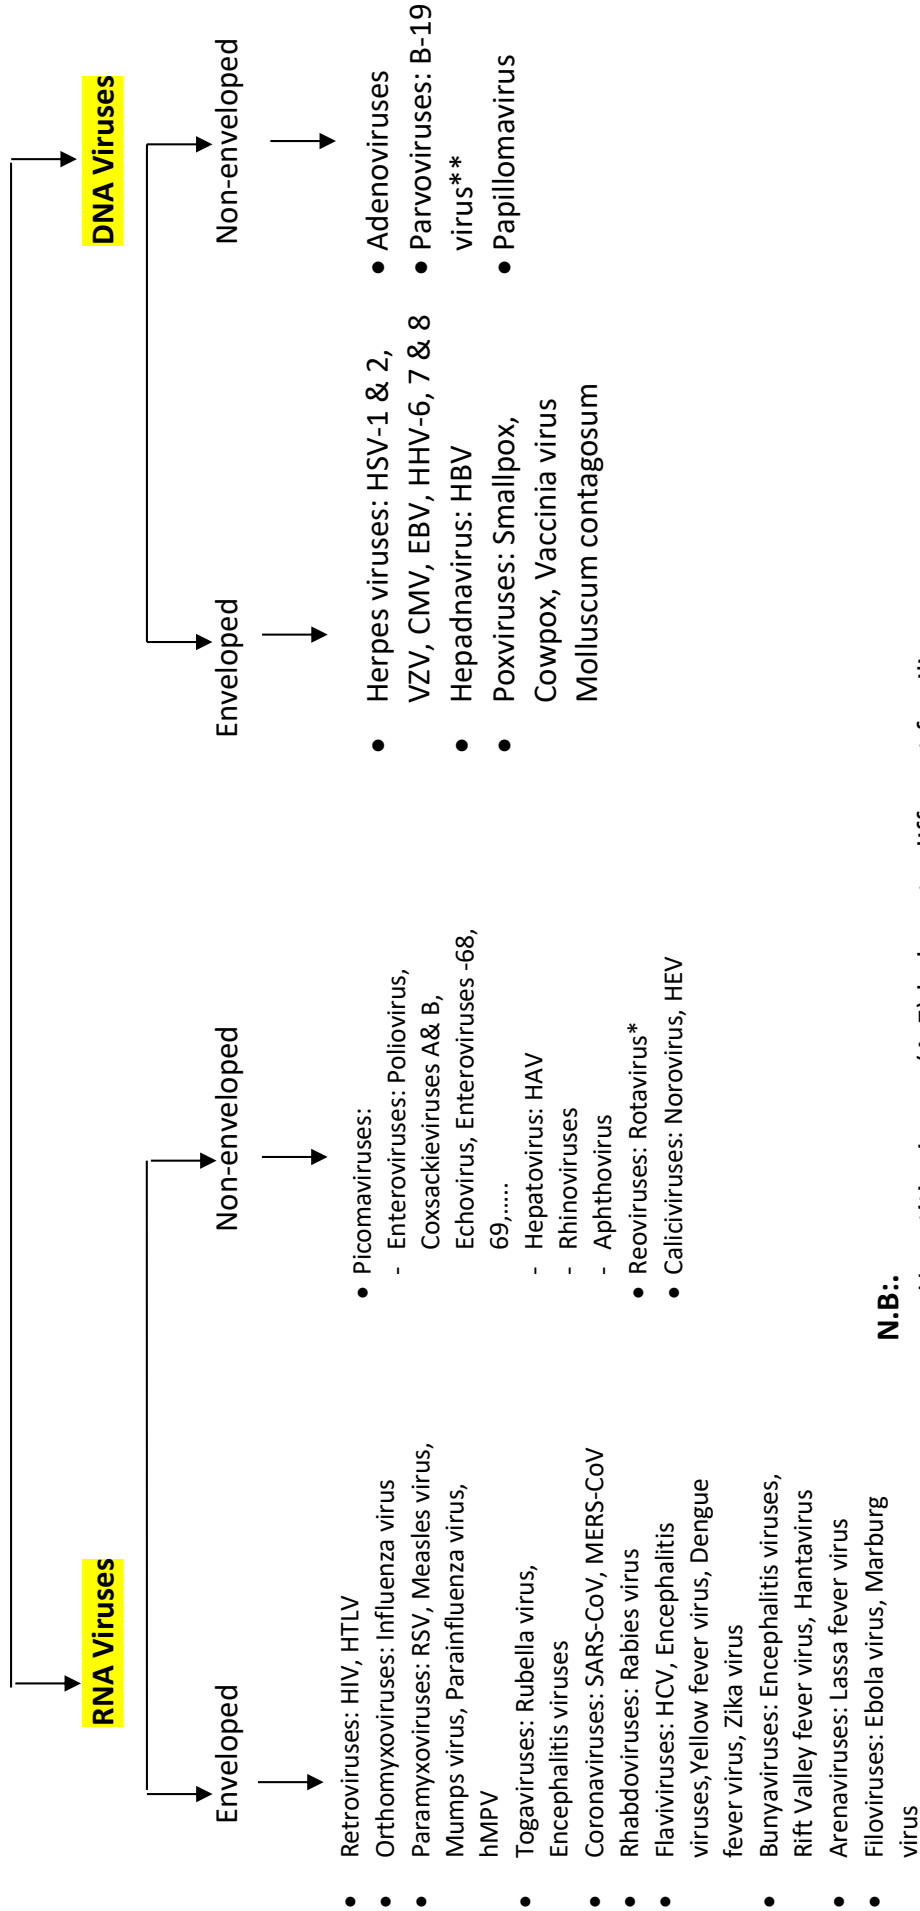 RNA Viruses
Enveloped
• Retroviruses: HIV, HTLV
• Orthomyxoviruses: Influenza virus
• Paramyxoviruses: RSV, Measles virus,
Mumps virus, Parainfluenza virus,
hMPV
• Togaviruses: Rubella virus,
Encephalitis viruses
• Coronaviruses: SARS-CoV, MERS-CoV
• Rhabdoviruses: Rabies virus
• Flaviviruses: HCV, Encephalitis
viruses,Yellow fever virus, Dengue
fever virus, Zika virus
• Bunyaviruses: Encephalitis viruses,
Rift Valley fever virus, Hantavirus
• Arenaviruses: Lassa fever virus
• Filoviruses: Ebola virus, Marburg
virus
Non-enveloped
• Picornaviruses:
- Enteroviruses: Poliovirus,
Coxsackieviruses A& B,
Echovirus, Enteroviruses -68,
69,.....
- Hepatovirus: HAV
- Rhinoviruses
- Aphthovirus
• Reoviruses: Rotavirus*
• Caliciviruses: Norovirus, HEV
DNA Viruses
Enveloped
• Herpes viruses: HSV-1 & 2,
VZV, CMV, EBV, HHV-6, 7 & 8
• Hepadnavirus: HBV
• Poxviruses: Smallpox,
Cowpox, Vaccinia virus
Molluscum contagosum
Non-enveloped
• Adenoviruses
• Parvoviruses: B-19
virus**
• Papillomavirus
N.B:.